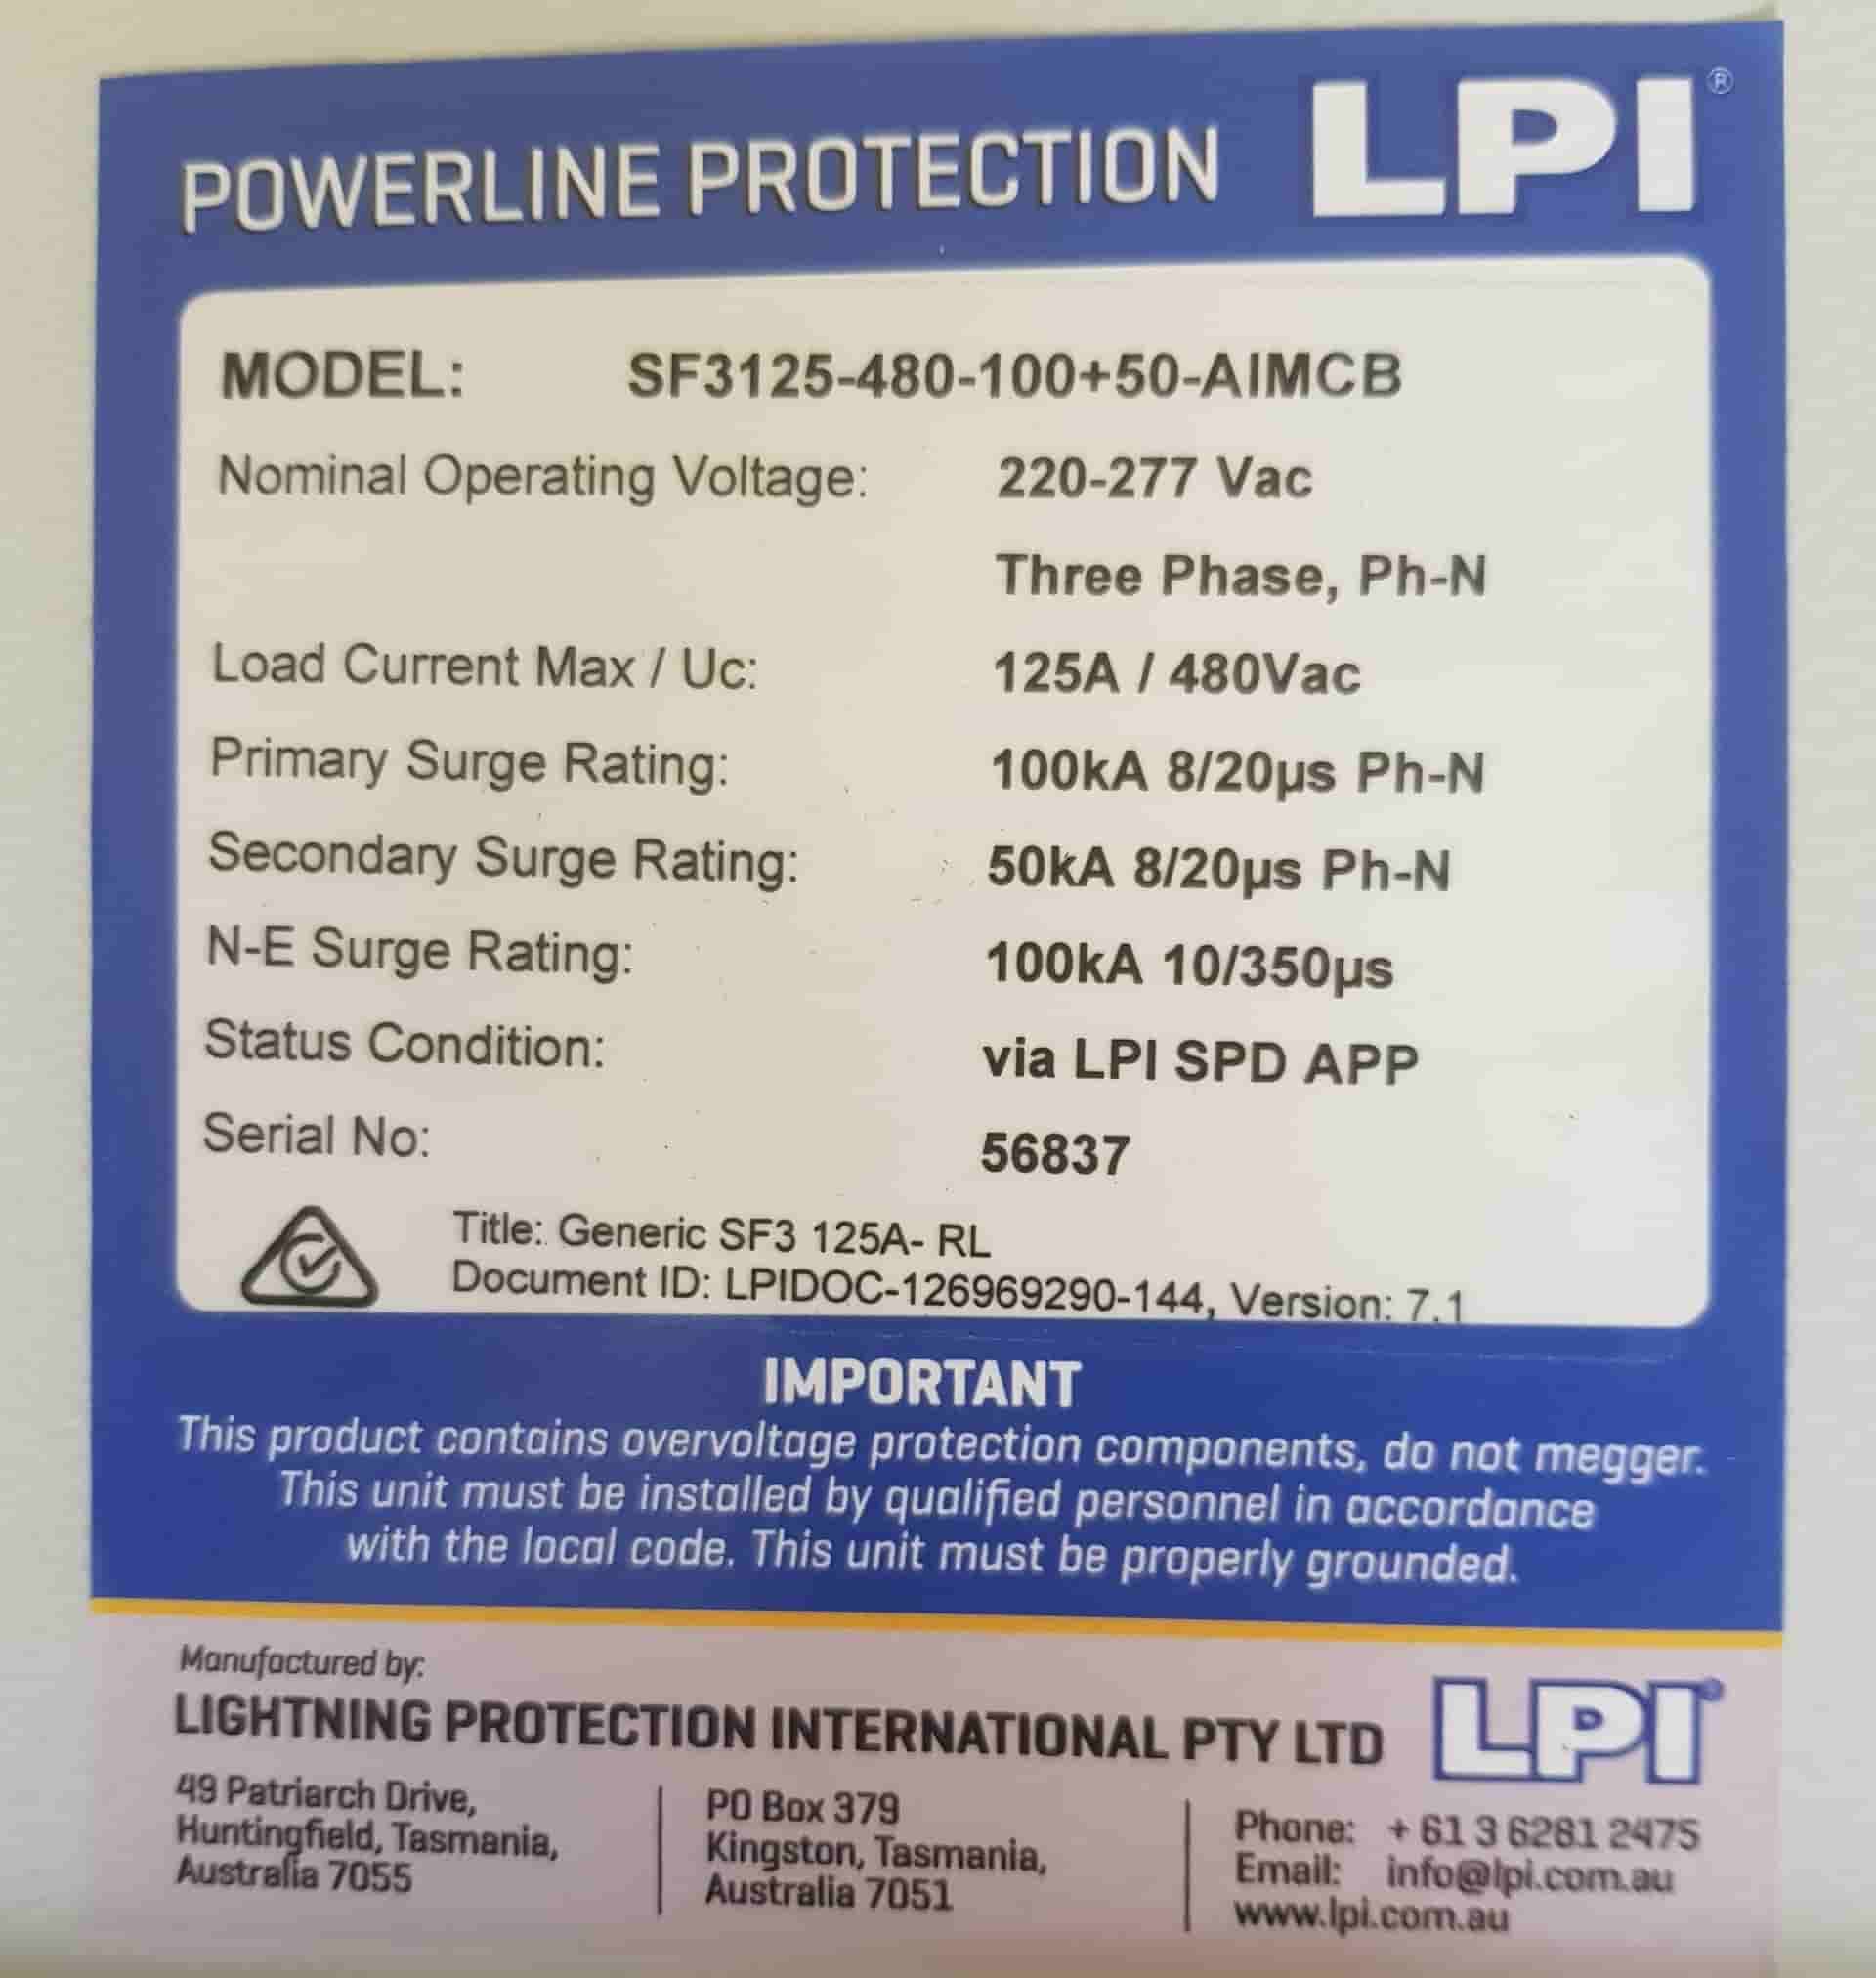 POWERLINE PROTECTION LPI®
MODEL: SF3125-480-100+50-AIMCB
Nominal Operating Voltage: 220-277 Vac
Three Phase, Ph-N
Load Current Max / Uc: 125A / 480Vac
Primary Surge Rating: 100kA 8/20µs Ph-N
Secondary Surge Rating: 50kA 8/20µs Ph-N
N-E Surge Rating: 100kA 10/350µs
Status Condition: via LPI SPD APP
Serial No: 56837
Title: Generic SF3 125A- RL
Document ID: LPIDOC-126969290-144, Version: 7.1
IMPORTANT
This product contains overvoltage protection components, do not megger.
This unit must be installed by qualified personnel in accordance
with the local code. This unit must be properly grounded.
Manufactured by:
LIGHTNING PROTECTION INTERNATIONAL PTY LTD LPI®
49 Patriarch Drive,
Huntingfield, Tasmania,
Australia 7055
PO Box 379
Kingston, Tasmania,
Australia 7051
Phone: + 61 3 6281 2475
Email: info@lpi.com.au
www.lpi.com.au